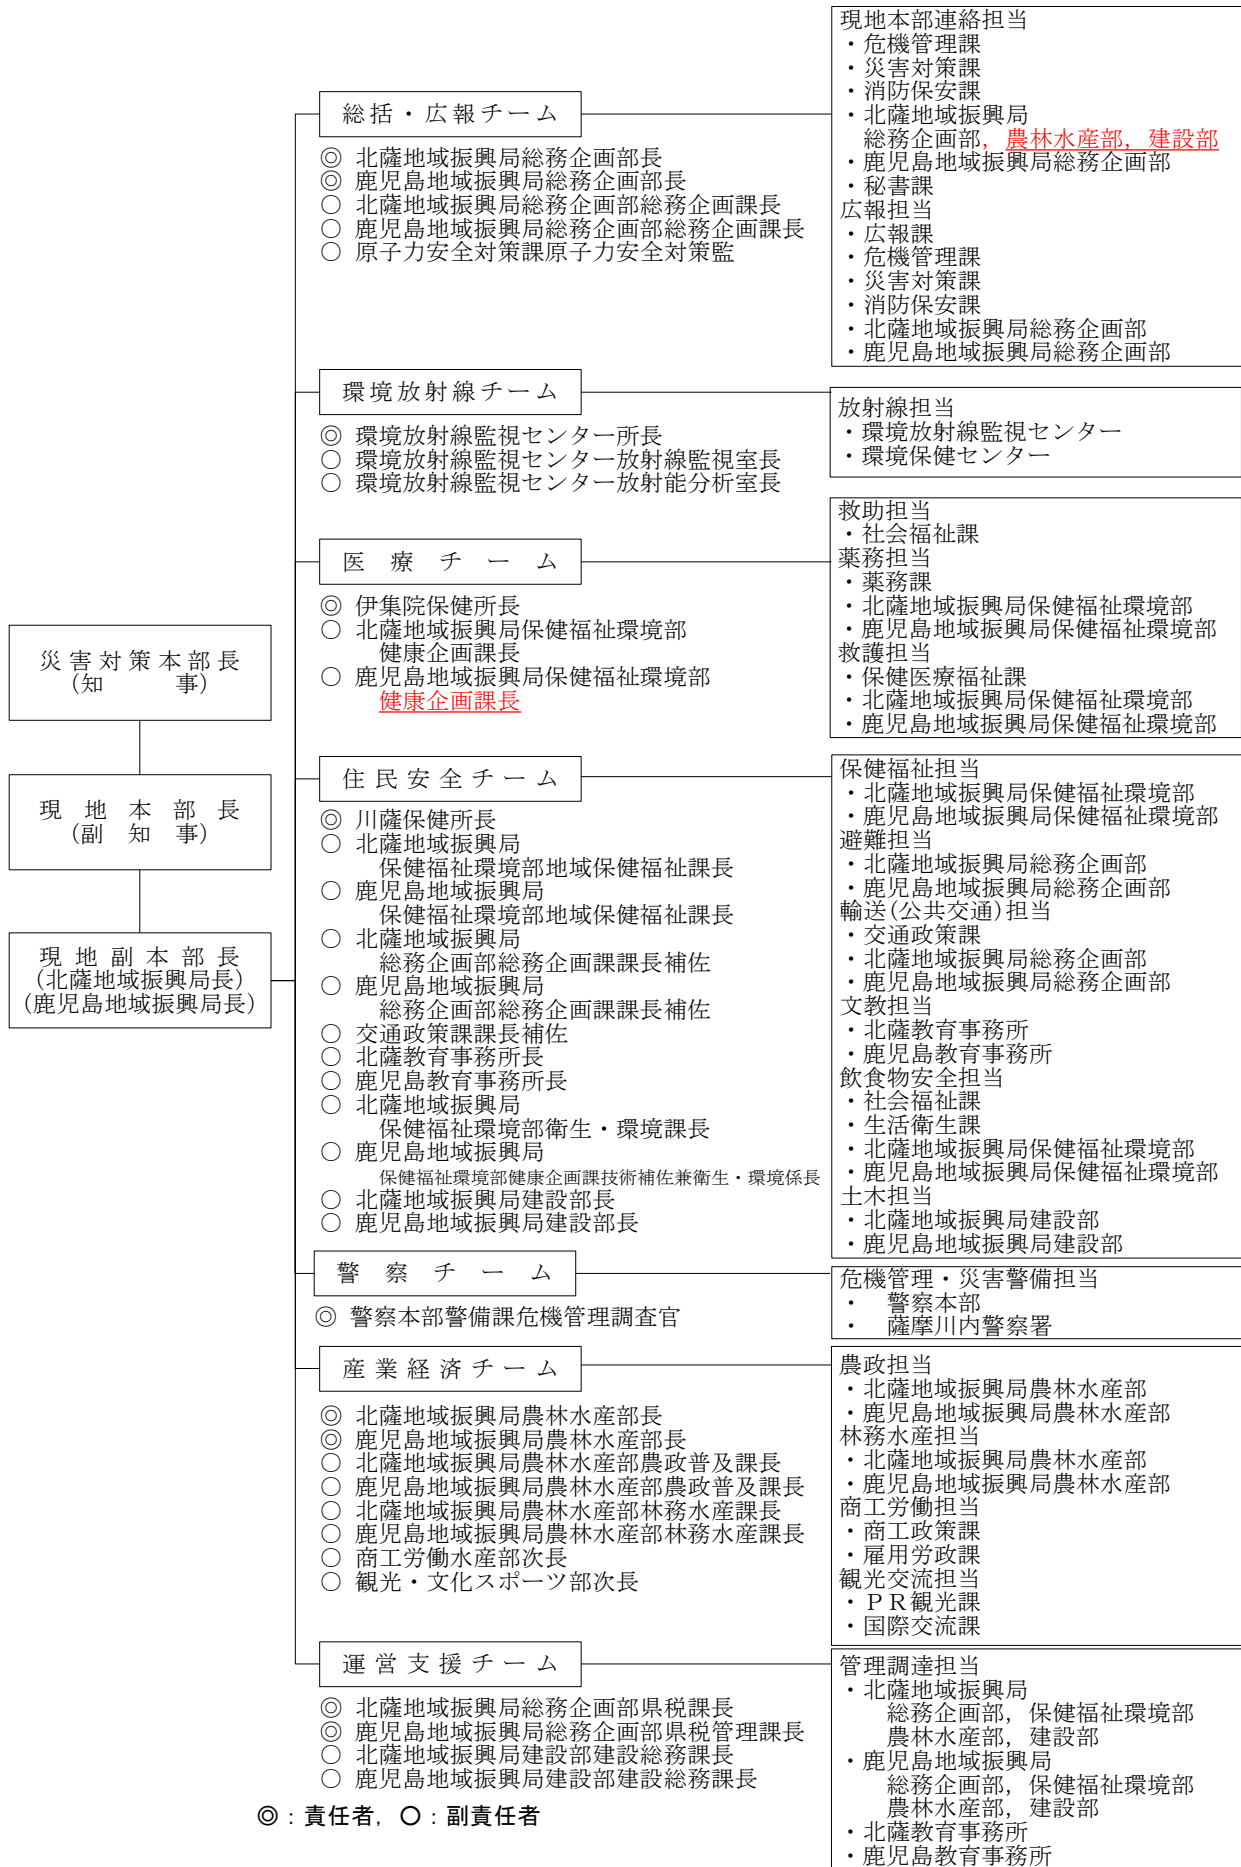 災害対策本部長
(知　　事)
現地本部長
(副知事)
現地副本部長
(北薩地域振興局長)
(鹿児島地域振興局長)
総括・広報チーム
◎ 北薩地域振興局総務企画部長
◎ 鹿児島地域振興局総務企画部長
○ 北薩地域振興局総務企画部総務企画課長
○ 鹿児島地域振興局総務企画部総務企画課長
○ 原子力安全対策課原子力安全対策監
現地本部連絡担当
・危機管理課
・災害対策課
・消防保安課
・北薩地域振興局
総務企画部，農林水産部，建設部
・鹿児島地域振興局総務企画部
・秘書課
広報担当
・広報課
・危機管理課
・災害対策課
・消防保安課
・北薩地域振興局総務企画部
・鹿児島地域振興局総務企画部
環境放射線チーム
◎ 環境放射線監視センター所長
○ 環境放射線監視センター放射線監視室長
○ 環境放射線監視センター放射能分析室長
放射線担当
・環境放射線監視センター
・環境保健センター
医療チーム
◎ 伊集院保健所長
○ 北薩地域振興局保健福祉環境部
健康企画課長
○ 鹿児島地域振興局保健福祉環境部
健康企画課長
救助担当
・社会福祉課
薬務担当
・薬務課
・北薩地域振興局保健福祉環境部
・鹿児島地域振興局保健福祉環境部
救護担当
・保健医療福祉課
・北薩地域振興局保健福祉環境部
・鹿児島地域振興局保健福祉環境部
住民安全チーム
◎ 川薩保健所長
○ 北薩地域振興局
保健福祉環境部地域保健福祉課長
○ 鹿児島地域振興局
保健福祉環境部地域保健福祉課長
○ 北薩地域振興局
総務企画部総務企画課課長補佐
○ 鹿児島地域振興局
総務企画部総務企画課課長補佐
○ 交通政策課課長補佐
○ 北薩教育事務所長
○ 鹿児島教育事務所長
○ 北薩地域振興局
保健福祉環境部衛生・環境課長
○ 鹿児島地域振興局
保健福祉環境部健康企画課技術補佐兼衛生・環境係長
○ 北薩地域振興局建設部長
○ 鹿児島地域振興局建設部長
保健福祉担当
・北薩地域振興局保健福祉環境部
・鹿児島地域振興局保健福祉環境部
避難担当
・北薩地域振興局総務企画部
・鹿児島地域振興局総務企画部
輸送(公共交通)担当
・交通政策課
・北薩地域振興局総務企画部
・鹿児島地域振興局総務企画部
文教担当
・北薩教育事務所
・鹿児島教育事務所
飲食物安全担当
・社会福祉課
・生活衛生課
・北薩地域振興局保健福祉環境部
・鹿児島地域振興局保健福祉環境部
土木担当
・北薩地域振興局建設部
・鹿児島地域振興局建設部
警察チーム
◎ 警察本部警備課危機管理調査官
危機管理・災害警備担当
・　警察本部
・　薩摩川内警察署
産業経済チーム
◎ 北薩地域振興局農林水産部長
◎ 鹿児島地域振興局農林水産部長
○ 北薩地域振興局農林水産部農政普及課長
○ 鹿児島地域振興局農林水産部農政普及課長
○ 北薩地域振興局農林水産部林務水産課長
○ 鹿児島地域振興局農林水産部林務水産課長
○ 商工労働水産部次長
○ 観光・文化スポーツ部次長
農政担当
・北薩地域振興局農林水産部
・鹿児島地域振興局農林水産部
林務水産担当
・北薩地域振興局農林水産部
・鹿児島地域振興局農林水産部
商工労働担当
・商工政策課
・雇用労政課
観光交流担当
・ＰＲ観光課
・国際交流課
運営支援チーム
◎ 北薩地域振興局総務企画部県税課長
◎ 鹿児島地域振興局総務企画部県税管理課長
○ 北薩地域振興局建設部建設総務課長
○ 鹿児島地域振興局建設部建設総務課長
管理調達担当
・北薩地域振興局
総務企画部，保健福祉環境部
農林水産部，建設部
・鹿児島地域振興局
総務企画部，保健福祉環境部
農林水産部，建設部
・北薩教育事務所
・鹿児島教育事務所
◎：責任者，○：副責任者